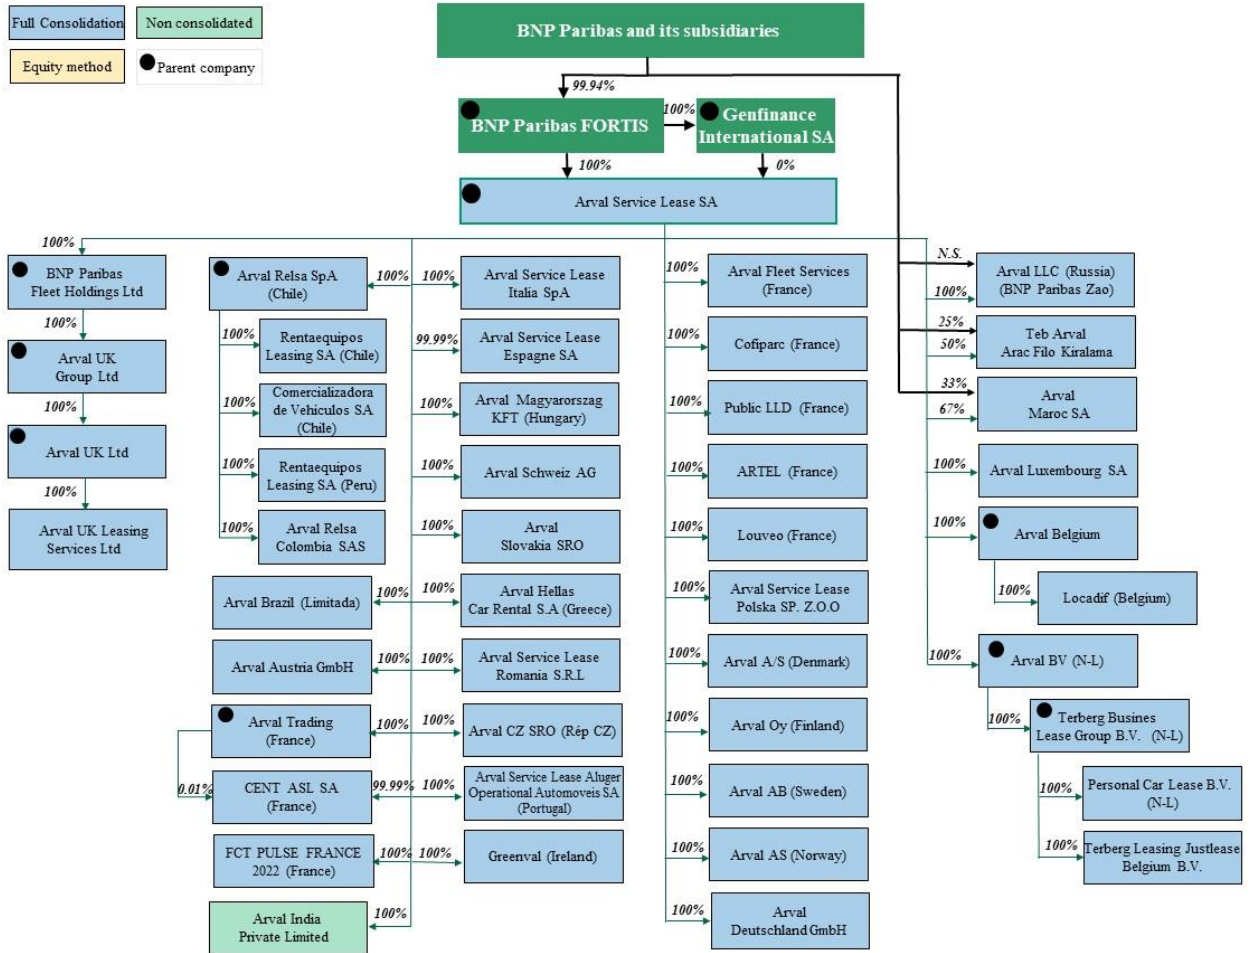 Full Consolidation
Non consolidated
Equity method
Parent company
BNP Paribas and its subsidiaries
99.94%
BNP Paribas FORTIS
100%
Genfinance
International SA
100%
0%
Arval Service Lease SA
100%
BNP Paribas
Fleet Holdings Ltd
100%
Arval UK
Group Ltd
100%
Arval UK Ltd
100%
Arval UK Leasing
Services Ltd
Arval Relsa SpA
(Chile)
100%
100%
Rentaequipos
Leasing SA (Chile)
100%
Comercializadora
de Vehículos SA
(Chile)
100%
Rentaequipos
Leasing SA (Peru)
100%
Arval Relsa
Colombia SAS
Arval Brazil (Limitada)
100%
Arval Austria GmbH
100%
Arval Trading
(France)
100%
0.01%
CENT ASL SA
(France)
99.99%
FCT PULSE FRANCE
2022 (France)
100%
Arval India
Private Limited
100%
100%
Arval Service Lease
Italia SpA
99.99%
Arval Service Lease
Espagne SA
100%
Arval Magyarorszag
KFT (Hungary)
100%
Arval Schweiz AG
100%
Arval
Slovakia SRO
100%
Arval Hellas
Car Rental S.A (Greece)
100%
Arval Service Lease
Romania S.R.L
100%
Arval CZ SRO (Rép CZ)
100%
Arval Service Lease Aluger
Operational Automoveis SA
(Portugal)
100%
Greenval (Ireland)
100%
Arval Fleet Services
(France)
100%
Cofiparc (France)
100%
Public LLD (France)
100%
ARTEL (France)
100%
Louveo (France)
100%
Arval Service Lease
Polska SP. Z.O.O
100%
Arval A/S (Denmark)
100%
Arval Oy (Finland)
100%
Arval AB (Sweden)
100%
Arval AS (Norway)
100%
Arval
Deutschland GmbH
N.S.
100%
Arval LLC (Russia)
(BNP Paribas Zao)
25%
50%
Teb Arval
Arac Filo Kiralama
33%
67%
Arval
Maroc SA
100%
Arval Luxembourg SA
100%
Arval Belgium
100%
Locadif (Belgium)
100%
Arval BV (N-L)
100%
Terberg Busines
Lease Group B.V. (N-L)
100%
Personal Car Lease B.V.
(N-L)
100%
Terberg Leasing Justlease
Belgium B.V.